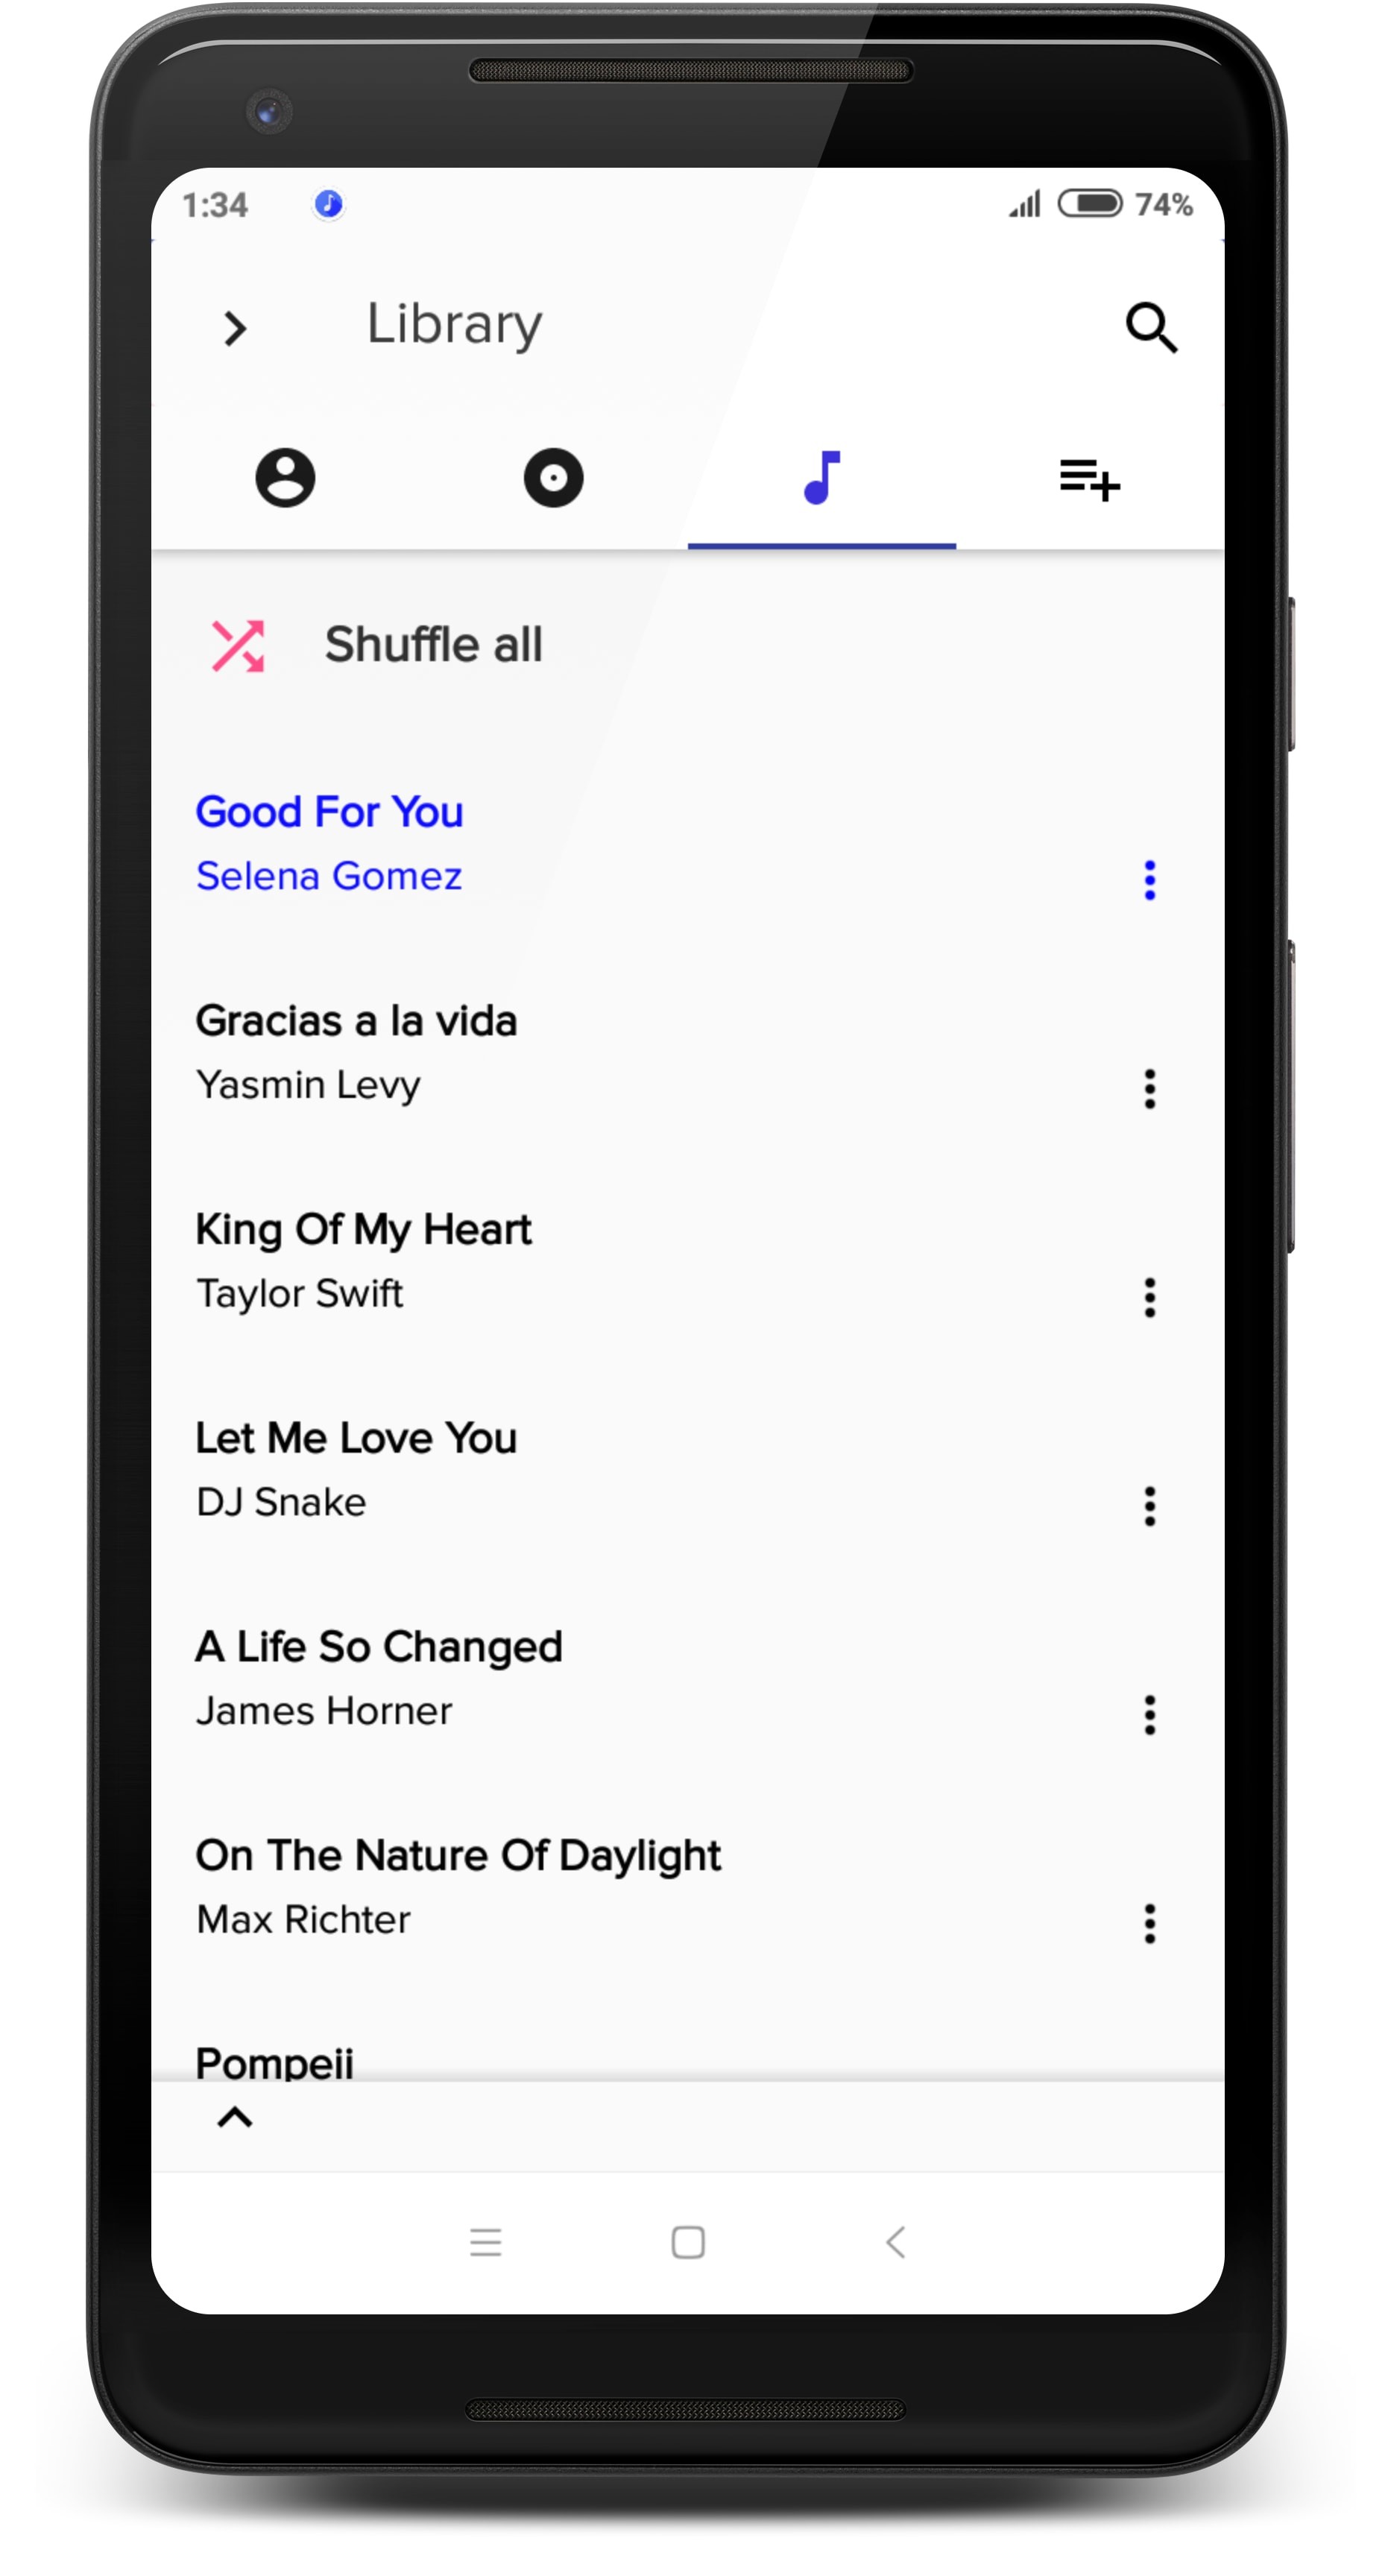 1:34
74%
Library
Shuffle all
Good For You
Selena Gomez
Gracias a la vida
Yasmin Levy
King Of My Heart
Taylor Swift
Let Me Love You
DJ Snake
A Life So Changed
James Horner
On The Nature Of Daylight
Max Richter
Pompeii